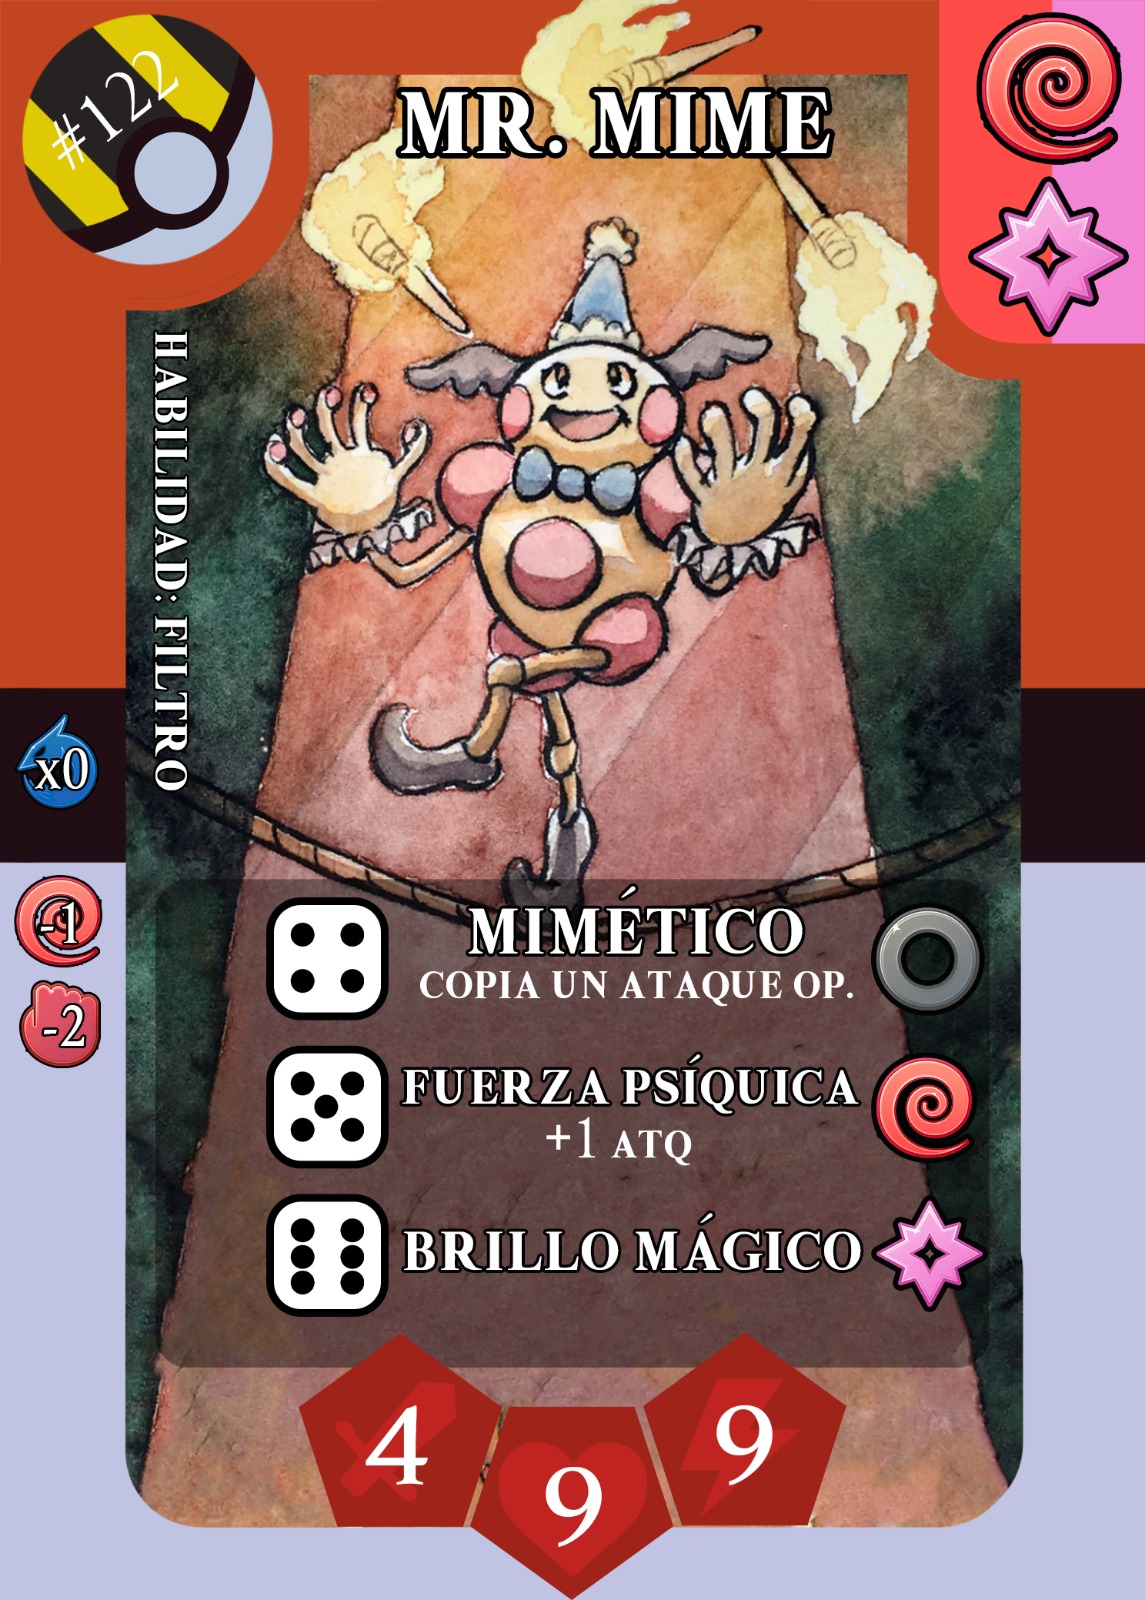 #122
MR. MIME
HABILIDAD: FILTRO
x0
-1
-2
MIMÉTICO
COPIA UN ATAQUE OP.
FUERZA PSÍQUICA
+1 ATQ
BRILLO MÁGICO
4
9
9